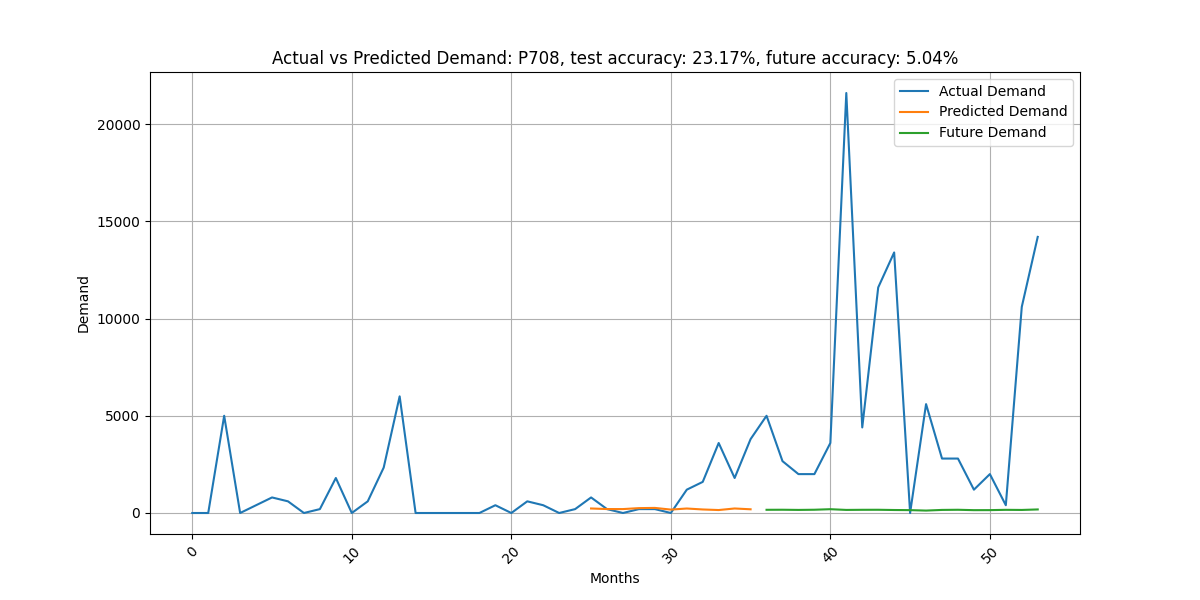 Actual vs Predicted Demand: P708, test accuracy: 23.17%, future accuracy: 5.04%
Actual Demand
Predicted Demand
Future Demand
20000
15000
10000
5000
0
Demand
0
10
20
30
40
50
Months